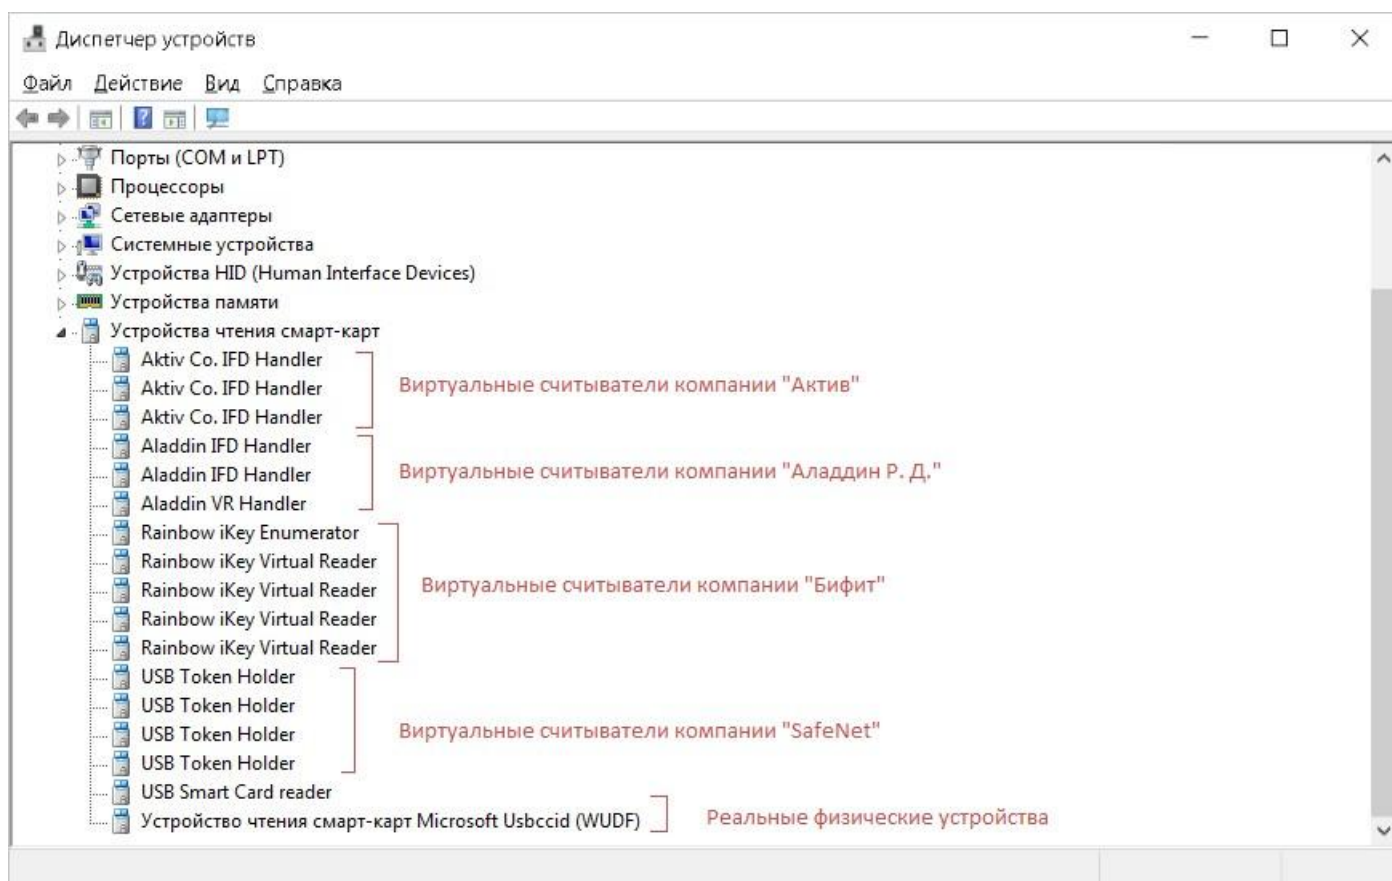 Диспетчер устройств
Файл Действие Вид Справка
Порты (COM и LPT)
Процессоры
Сетевые адаптеры
Системные устройства
Устройства HID (Human Interface Devices)
Устройства памяти
Устройства чтения смарт-карт
Aktiv Co. IFD Handler
Aktiv Co. IFD Handler
Виртуальные считыватели компании "Актив"
Aktiv Co. IFD Handler
Aladdin IFD Handler
Aladdin IFD Handler
Виртуальные считыватели компании "Аладдин Р. Д."
Aladdin VR Handler
Rainbow iKey Enumerator
Rainbow iKey Virtual Reader
Rainbow iKey Virtual Reader
Виртуальные считыватели компании "Бифит"
Rainbow iKey Virtual Reader
Rainbow iKey Virtual Reader
USB Token Holder
USB Token Holder
USB Token Holder
Виртуальные считыватели компании "SafeNet"
USB Token Holder
USB Smart Card reader
Устройство чтения смарт-карт Microsoft Usbccid (WUDF)
Реальные физические устройства